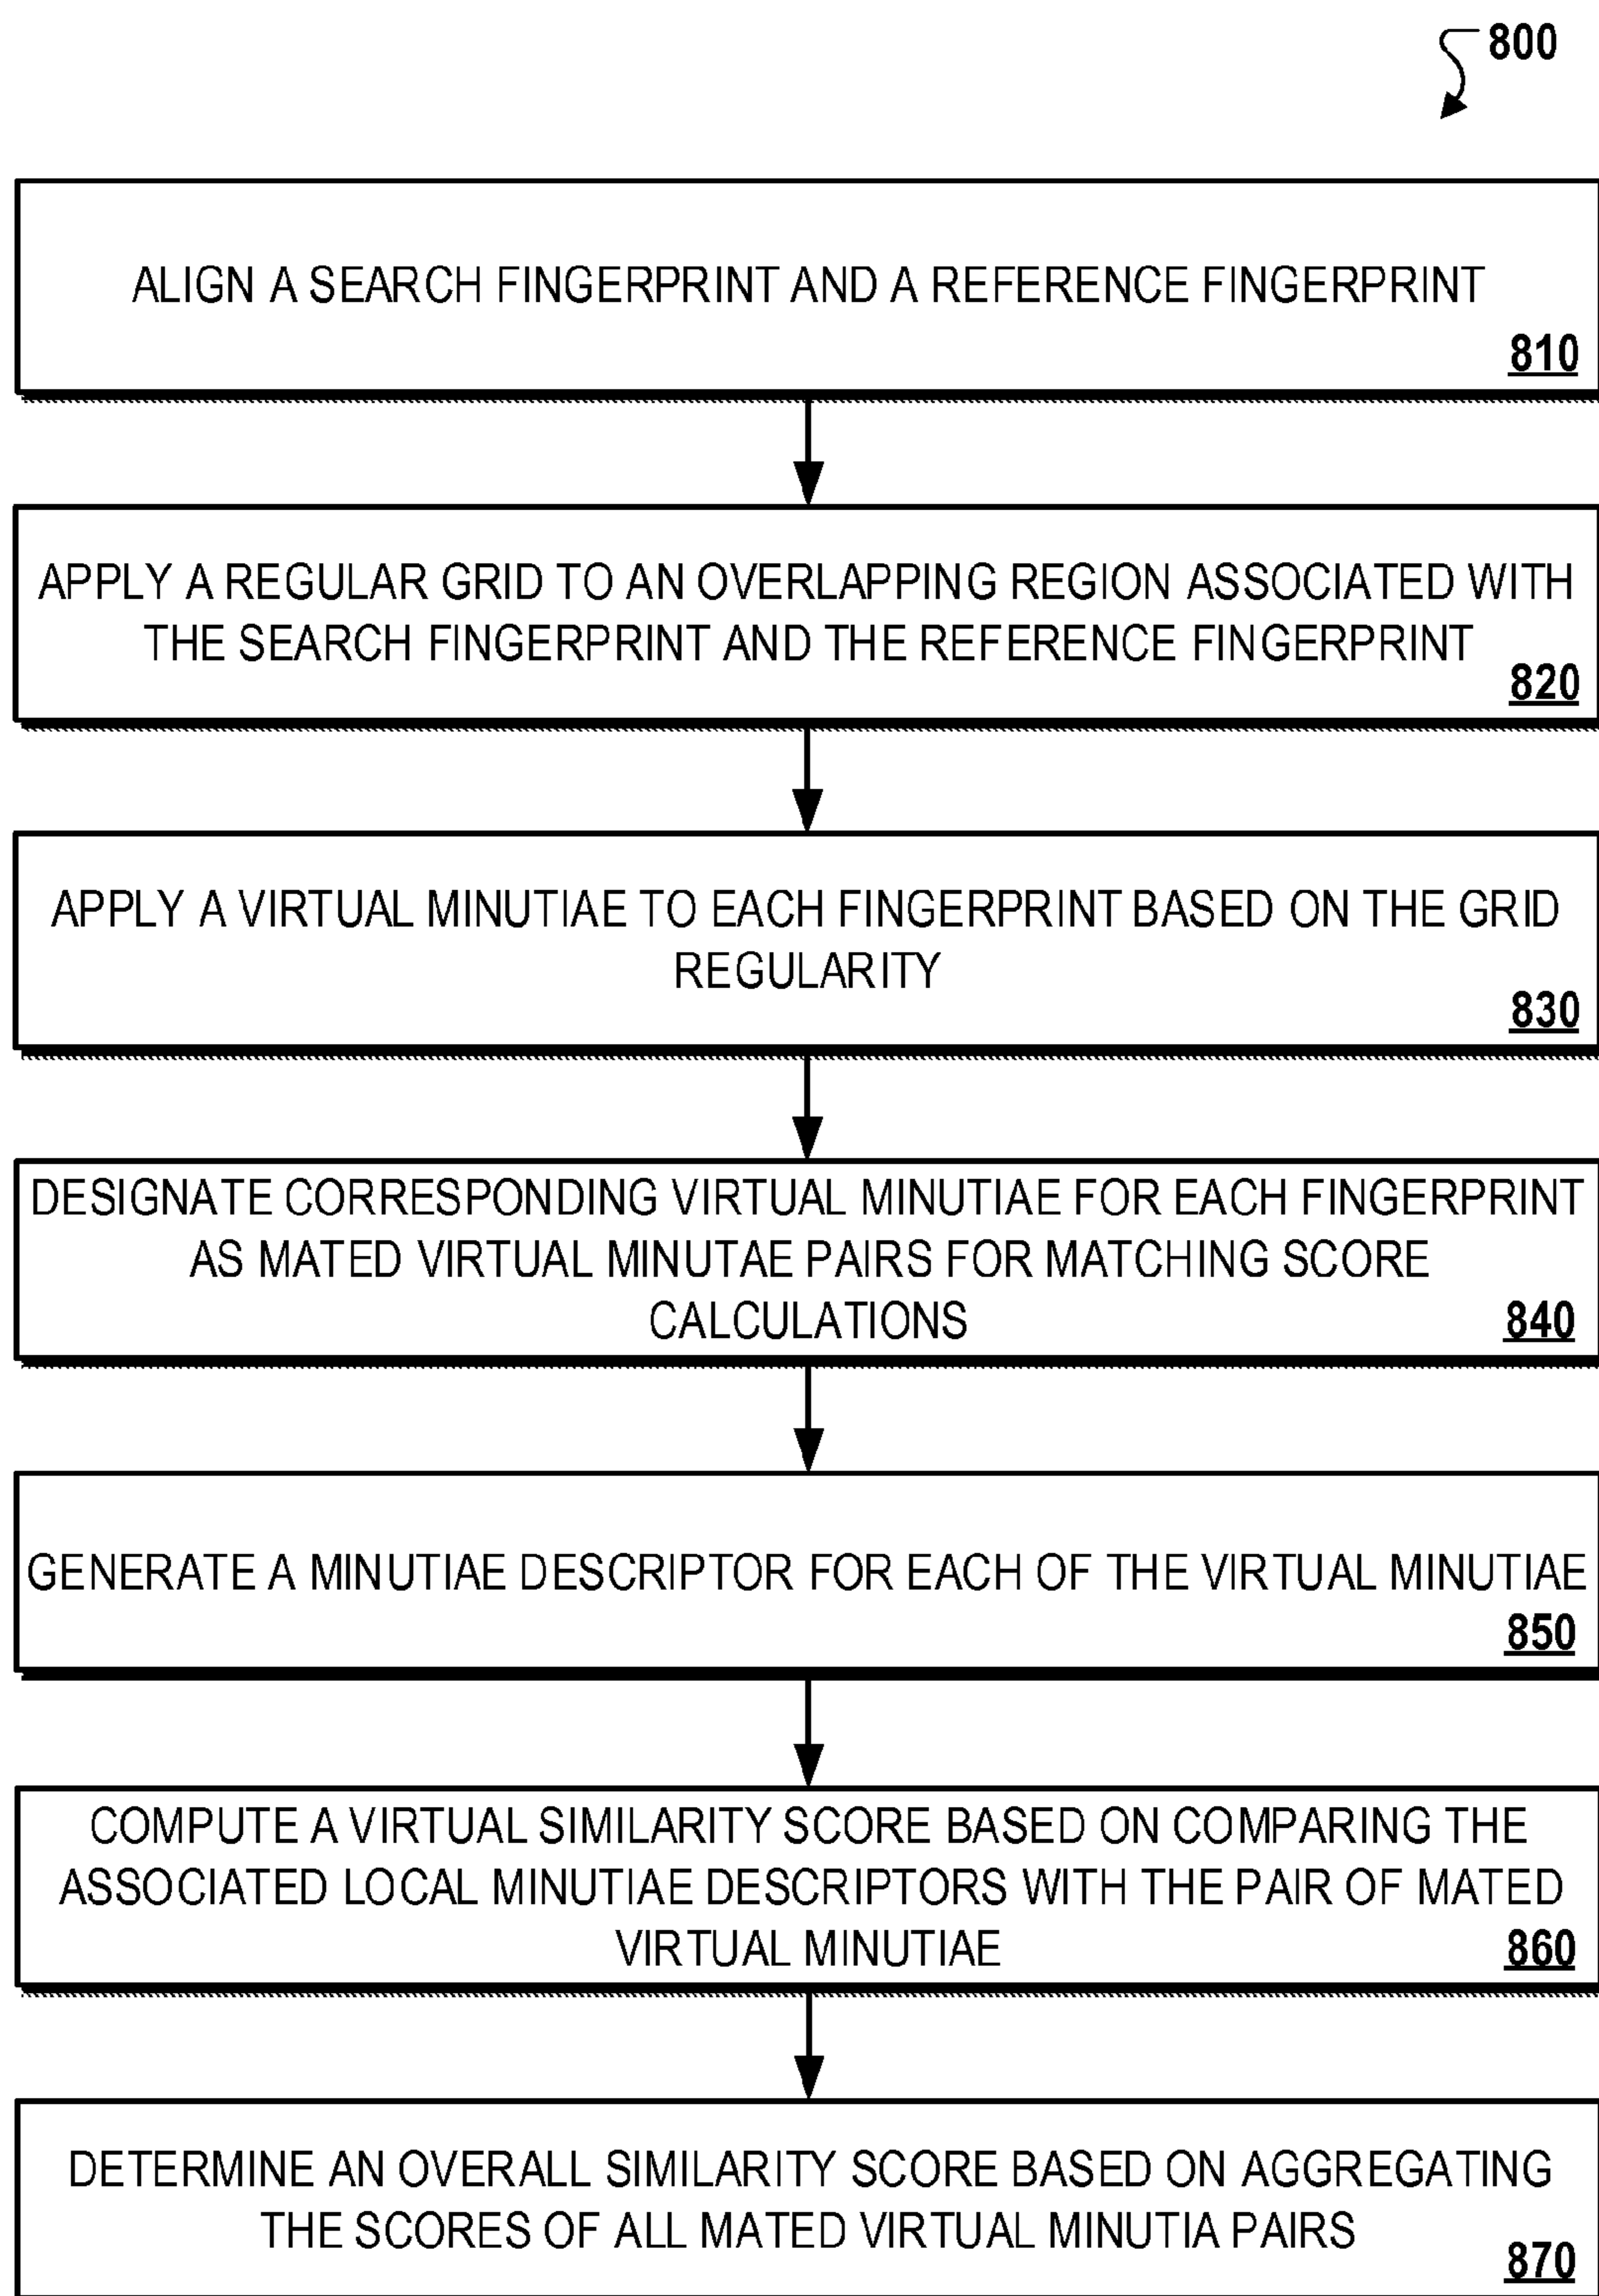 800
ALIGN A SEARCH FINGERPRINT AND A REFERENCE FINGERPRINT
810
APPLY A REGULAR GRID TO AN OVERLAPPING REGION ASSOCIATED WITH
THE SEARCH FINGERPRINT AND THE REFERENCE FINGERPRINT
820
APPLY A VIRTUAL MINUTIAE TO EACH FINGERPRINT BASED ON THE GRID
REGULARITY
830
DESIGNATE CORRESPONDING VIRTUAL MINUTIAE FOR EACH FINGERPRINT
AS MATED VIRTUAL MINUTAE PAIRS FOR MATCHING SCORE
CALCULATIONS
840
GENERATE A MINUTIAE DESCRIPTOR FOR EACH OF THE VIRTUAL MINUTIAE
850
COMPUTE A VIRTUAL SIMILARITY SCORE BASED ON COMPARING THE
ASSOCIATED LOCAL MINUTIAE DESCRIPTORS WITH THE PAIR OF MATED
VIRTUAL MINUTIAE
860
DETERMINE AN OVERALL SIMILARITY SCORE BASED ON AGGREGATING
THE SCORES OF ALL MATED VIRTUAL MINUTIA PAIRS
870